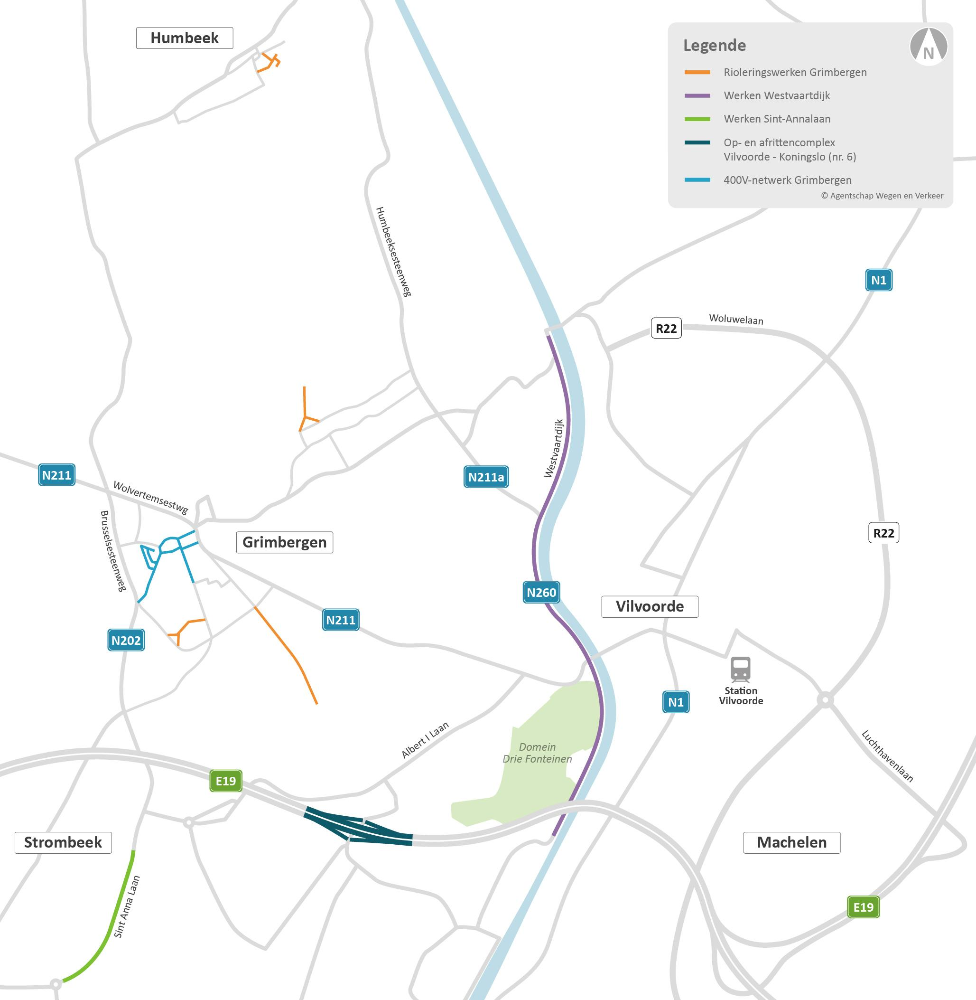 Humbeek
Legende
N
Rioleringswerken Grimbergen
Werken Westvaartdijk
Werken Sint-Annalaan
Op- en afrittencomplex
Vilvoorde - Koningslo (nr. 6)
400V-netwerk Grimbergen
© Agentschap Wegen en Verkeer
Humbeeksesteenweg
N1
R22
Woluwelaan
Westvaartdijk
N211
N211a
Wolvertemsestwg
Brusselsesteenweg
Grimbergen
R22
N260
Vilvoorde
N211
N202
Station
Vilvoorde
N1
Albert I Laan
Domein
Drie Fonteinen
Luchthavenlaan
E19
Strombeek
Machelen
Sint Anna Laan
E19